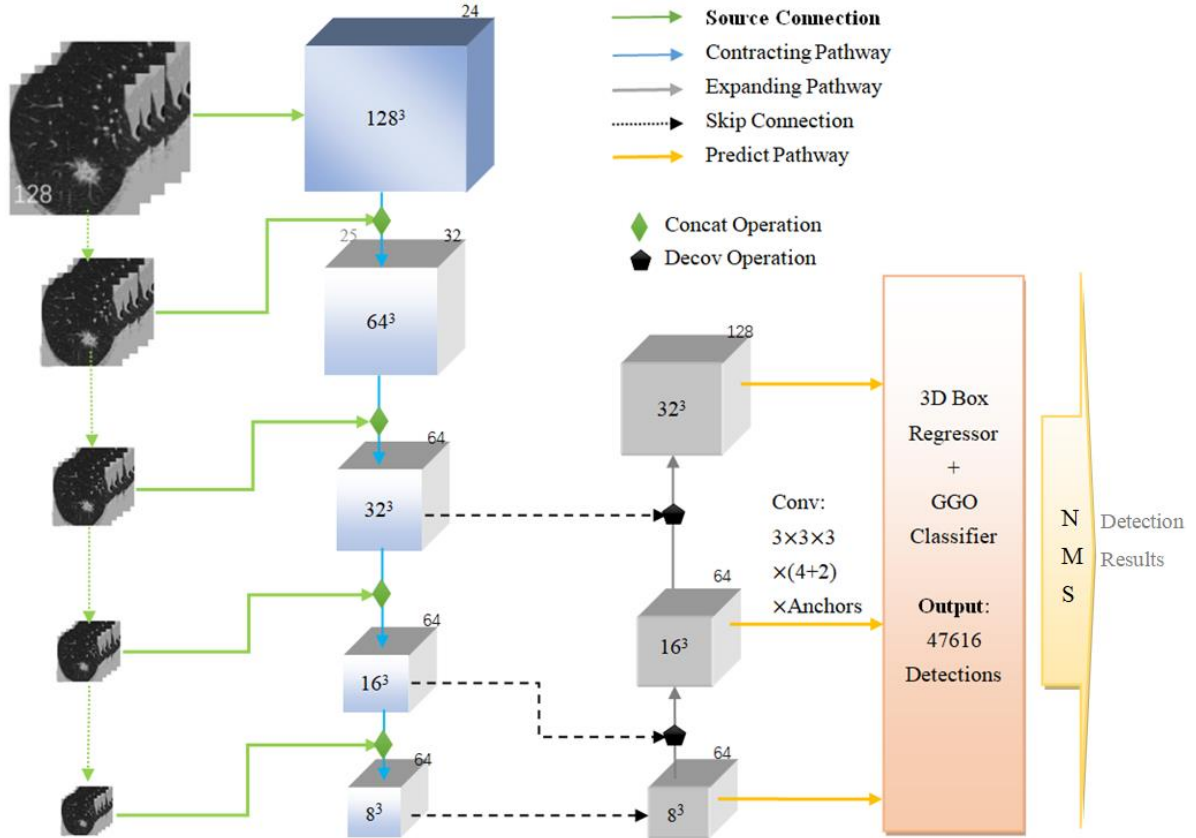 24
128³
128
Source Connection
Contracting Pathway
Expanding Pathway
Skip Connection
Predict Pathway
Concat Operation
Decov Operation
25
32
64³
64
32³
64
16³
64
8³
128
32³
64
16³
64
8³
Conv:
3×3×3
×(4+2)
×Anchors
3D Box
Regressor
+
GGO
Classifier
Output:
47616
Detections
N
M
S
Detection
Results